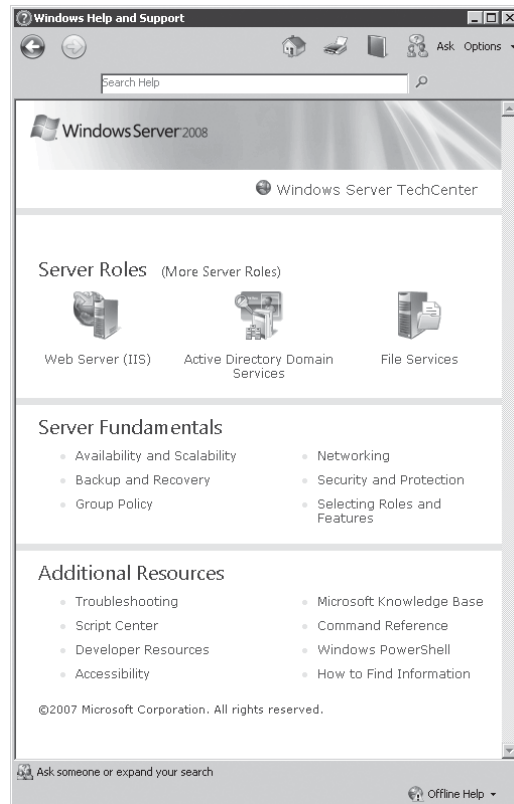 Windows Help and Support
Ask Options
Search Help
Windows Server 2008
Windows Server TechCenter
Server Roles (More Server Roles)
Web Server (IIS)
Active Directory Domain
Services
File Services
Server Fundamentals
Availability and Scalability
Backup and Recovery
Group Policy
Networking
Security and Protection
Selecting Roles and
Features
Additional Resources
Troubleshooting
Script Center
Developer Resources
Accessibility
Microsoft Knowledge Base
Command Reference
Windows PowerShell
How to Find Information
©2007 Microsoft Corporation. All rights reserved.
Ask someone or expand your search
Offline Help